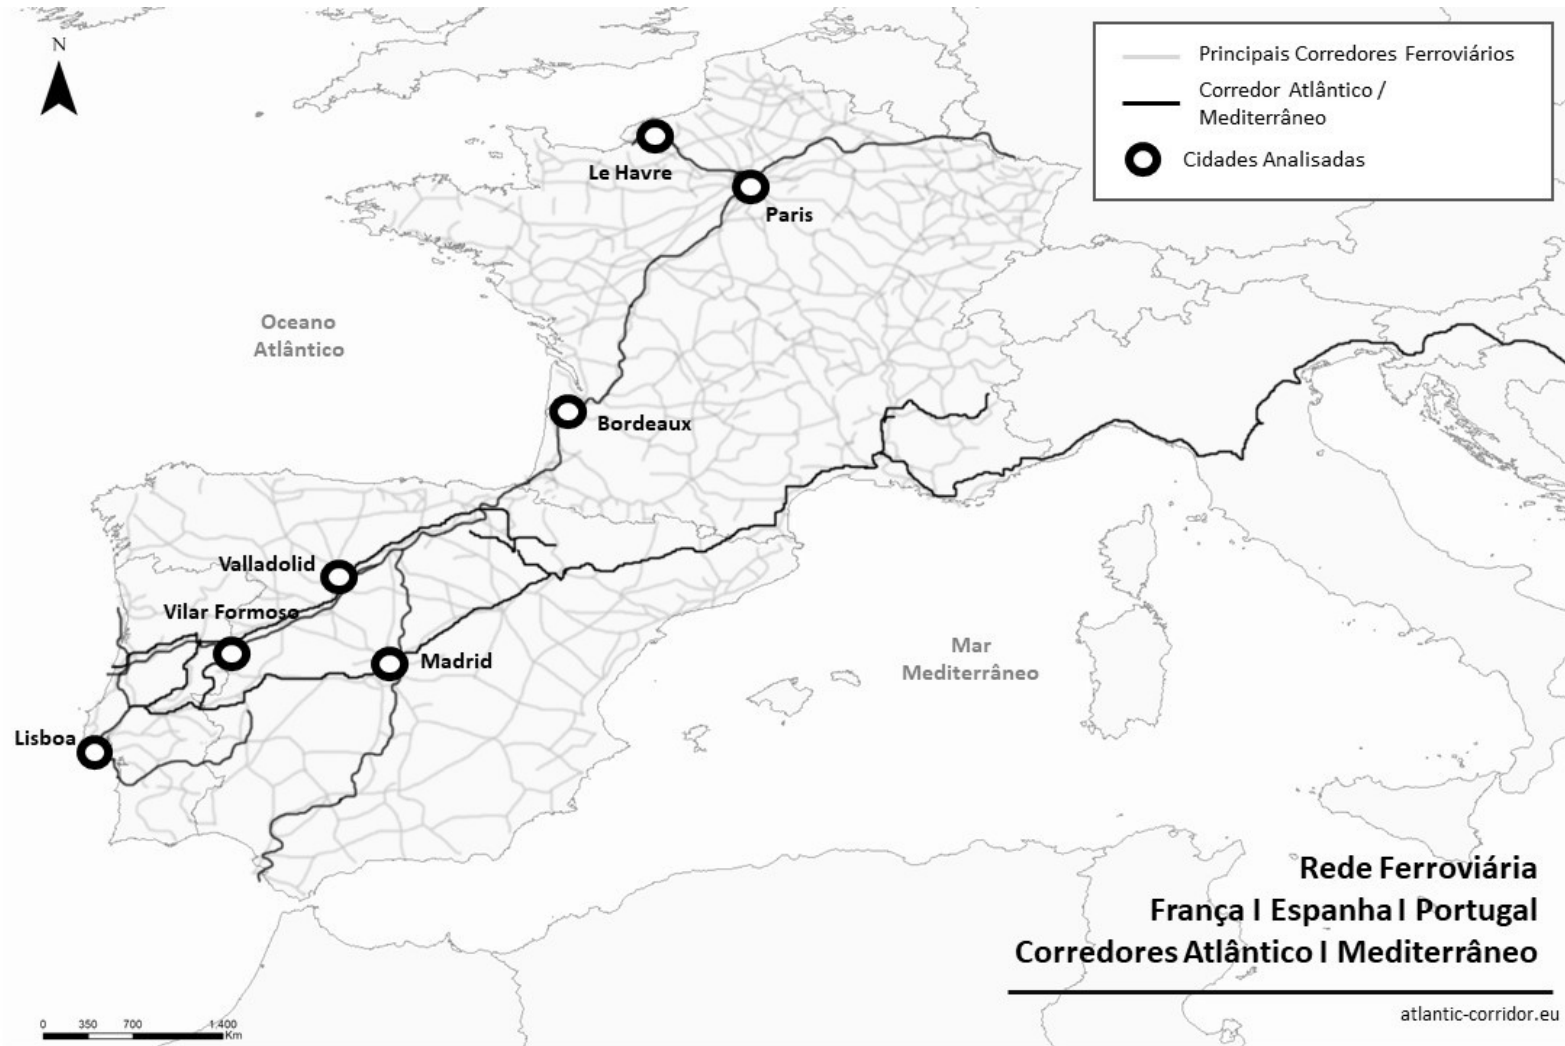 N
Principais Corredores Ferroviários
Corredor Atlântico /
Mediterrâneo
Cidades Analisadas
Le Havre
Paris
Oceano
Atlântico
Bordeaux
Valladolid
Vilar Formoso
Madrid
Mar
Mediterrâneo
Lisboa
Rede Ferroviária
França I Espanha I Portugal
Corredores Atlântico I Mediterrâneo
atlantic-corridor.eu
0 350 700 1.400
Km